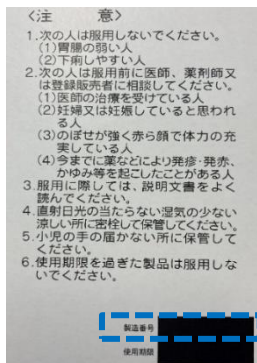 〈注　意〉
1.次の人は服用しないでください。
(1)胃腸の弱い人
(2)下痢しやすい人
2.次の人は服用前に医師、薬剤師又
は登録販売者に相談してください。
(1)医師の治療を受けている人
(2)妊婦又は妊娠していると思われ
る人
(3)のぼせが強く赤ら顔で体力の充
実している人
(4)今までに薬などにより発疹・発赤、
かゆみ等を起こしたことがある人
3.服用に際しては、説明文書をよく
読んでください。
4.直射日光の当たらない湿気の少ない
涼しい所に密栓して保管してください。
5.小児の手の届かない所に保管して
ください。
6.使用期限を過ぎた製品は服用しな
いでください。
製造番号
使用期限